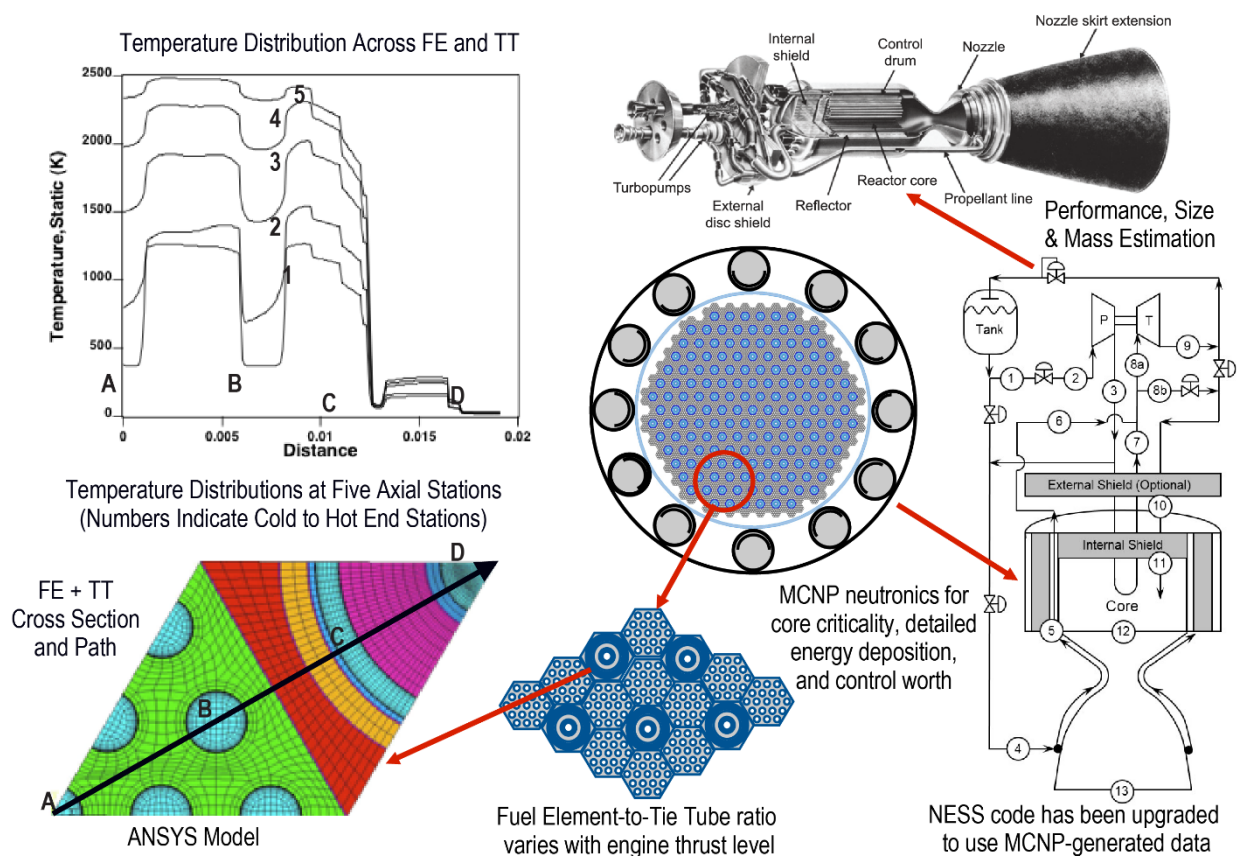 Temperature Distribution Across FE and TT
2500
2000
1500
1000
500
0
Temperature,Static (K)
5
4
3
2
1
A
B
C
D
0
0.005
0.01
0.015
0.02
Distance
Temperature Distributions at Five Axial Stations
(Numbers Indicate Cold to Hot End Stations)
FE + TT
Cross Section
and Path
A
B
C
D
ANSYS Model
Nozzle skirt extension
Internal
shield
Control
drum
Nozzle
Turbopumps
External
disc shield
Reflector
Reactor core
Propellant line
Performance, Size
& Mass Estimation
MCNP neutronics for
core criticality, detailed
energy deposition,
and control worth
Fuel Element-to-Tie Tube ratio
varies with engine thrust level
Tank
P
T
1
2
3
8a
9
8b
6
7
External Shield (Optional)
10
Internal Shield
11
Core
5
12
4
13
NESS code has been upgraded
to use MCNP-generated data